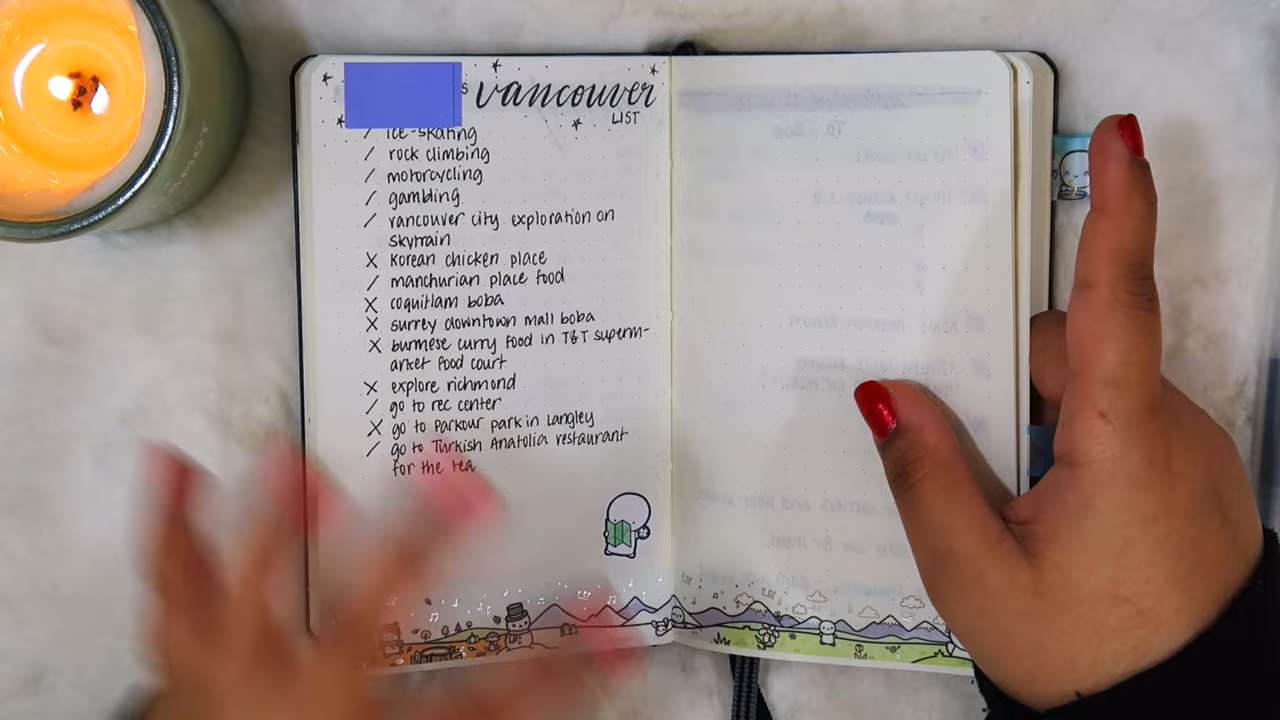 s vancouver
LIST
/ ice-skating
/ rock climbing
/ motorcycling
/ gambling
/ vancouver city exploration on
skytrain
X Korean chicken place
/ manchurian place food
X coquitlam boba
X surrey downtown mall boba
X burmese curry food in T&T superm-
arket food court
X explore richmond
/ go to rec center
X go to Parkour park in Langley
/ go to Turkish Anatolia restaurant
for the tea